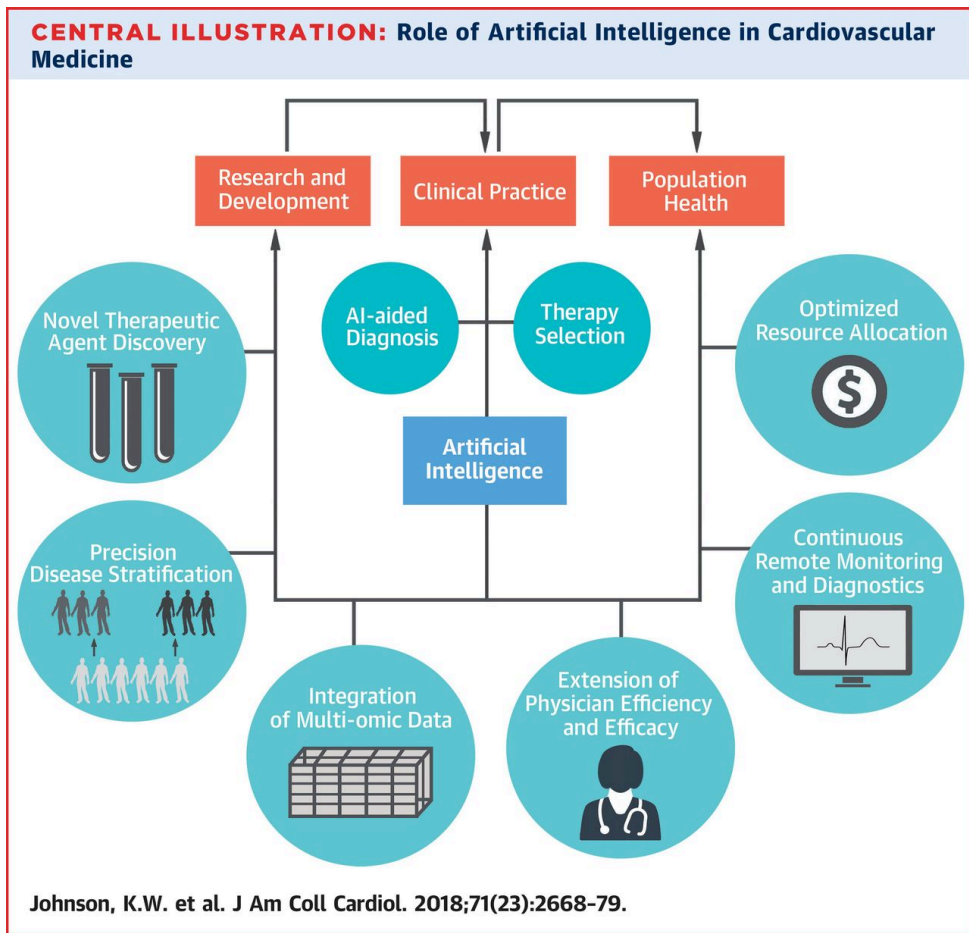 CENTRAL ILLUSTRATION: Role of Artificial Intelligence in Cardiovascular
Medicine
Research and
Development
Clinical Practice
Population
Health
Novel Therapeutic
Agent Discovery
AI-aided
Diagnosis
Therapy
Selection
Optimized
Resource Allocation
$
Artificial
Intelligence
Precision
Disease Stratification
Continuous
Remote Monitoring
and Diagnostics
Integration
of Multi-omic Data
Extension of
Physician Efficiency
and Efficacy
Johnson, K.W. et al. J Am Coll Cardiol. 2018;71(23):2668–79.